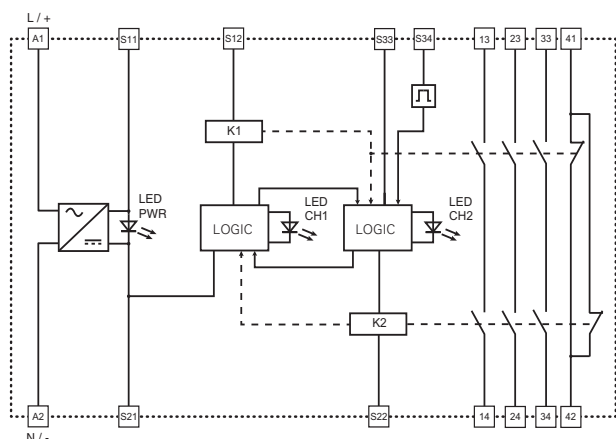 L / +
A1
S11
S12
S33
S34
13
23
33
41
K1
LED
PWR
LED
CH1
LED
CH2
LOGIC
LOGIC
K2
A2
S21
S22
14
24
34
42
N / -